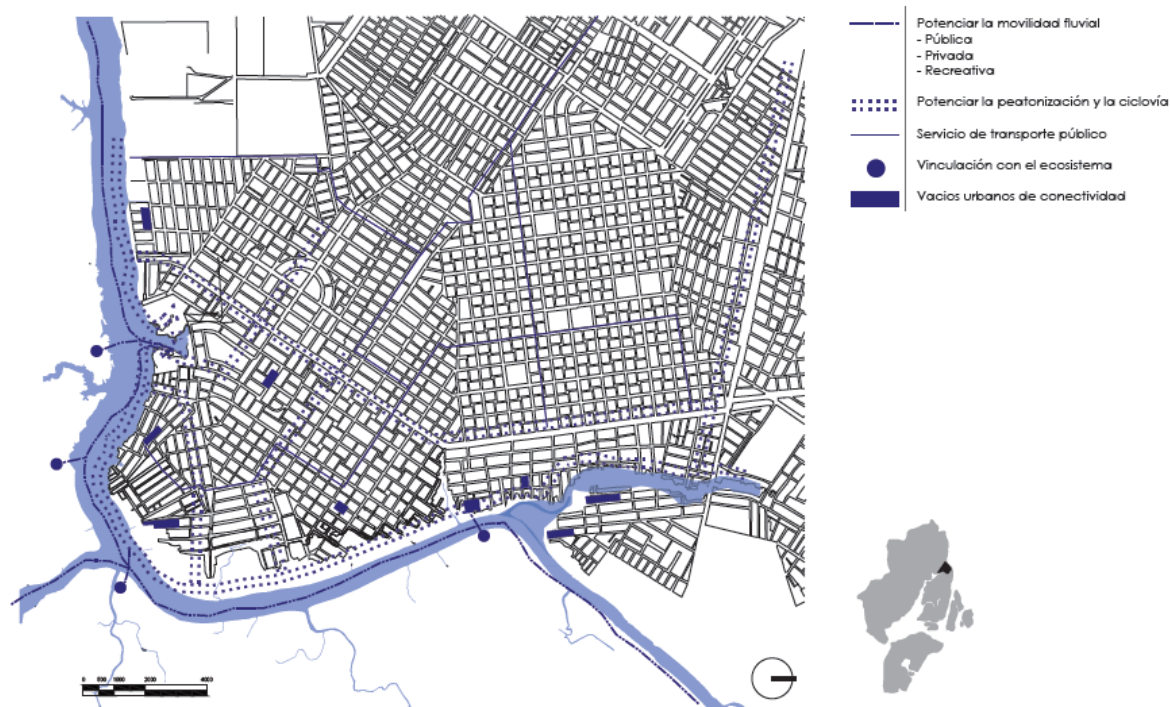 Potenciar la movilidad fluvial
- Pública
- Privada
- Recreativa
Potenciar la peatonización y la ciclovía
Servicio de transporte público
Vinculación con el ecosistema
Vacios urbanos de conectividad
0 500 1000 2000 4000